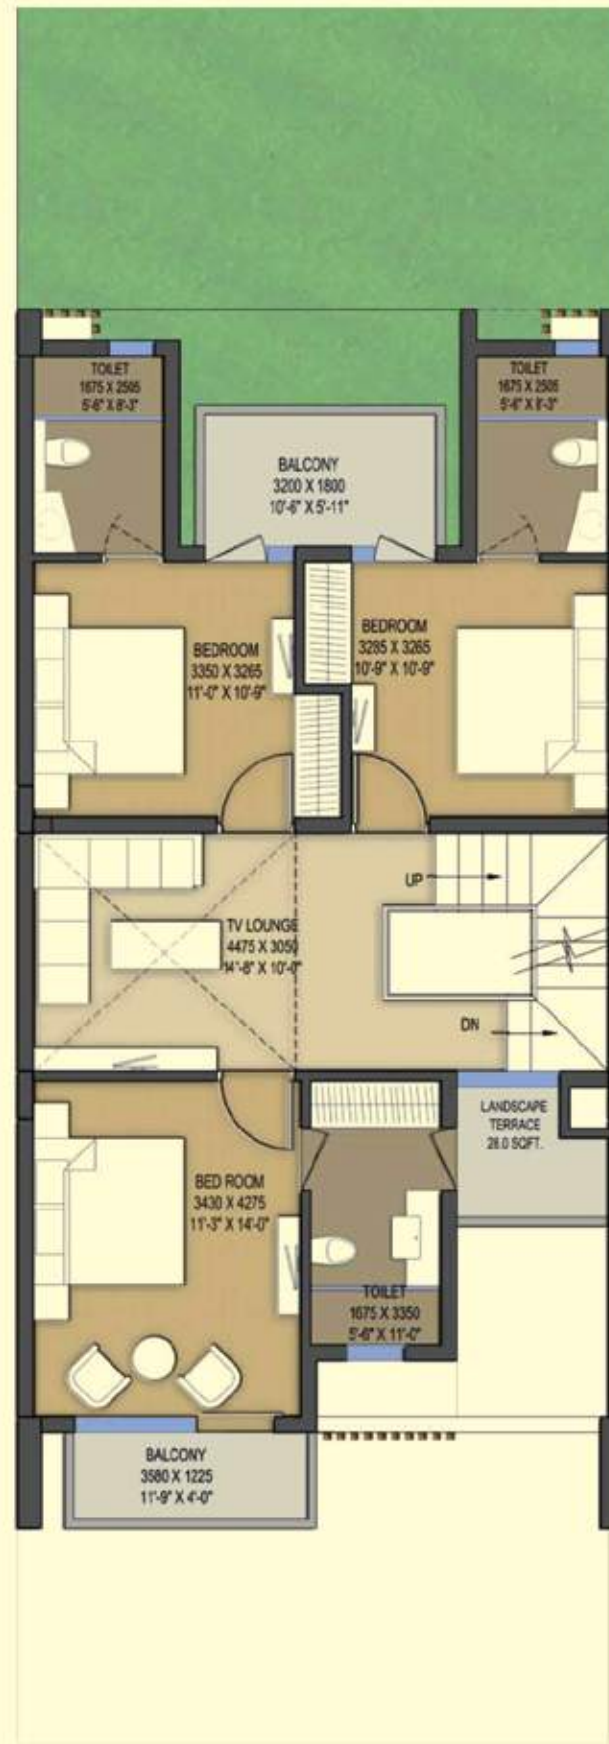 TOILET
1675 X 2505
5'-6" X 8'-3"
TOILET
1675 X 2505
5'-6" X 8'-3"
BALCONY
3200 X 1800
10'-6" X 5'-11"
BEDROOM
3350 X 3265
11'-0" X 10'-9"
BEDROOM
3285 X 3265
10'-9" X 10'-9"
UP
TV LOUNGE
4475 X 3050
14'-8" X 10'-0"
DN
LANDSCAPE
TERRACE
28.0 SQFT.
BED ROOM
3430 X 4275
11'-3" X 14'-0"
TOILET
1675 X 3350
5'-6" X 11'-0"
BALCONY
3580 X 1225
11'-9" X 4'-0"